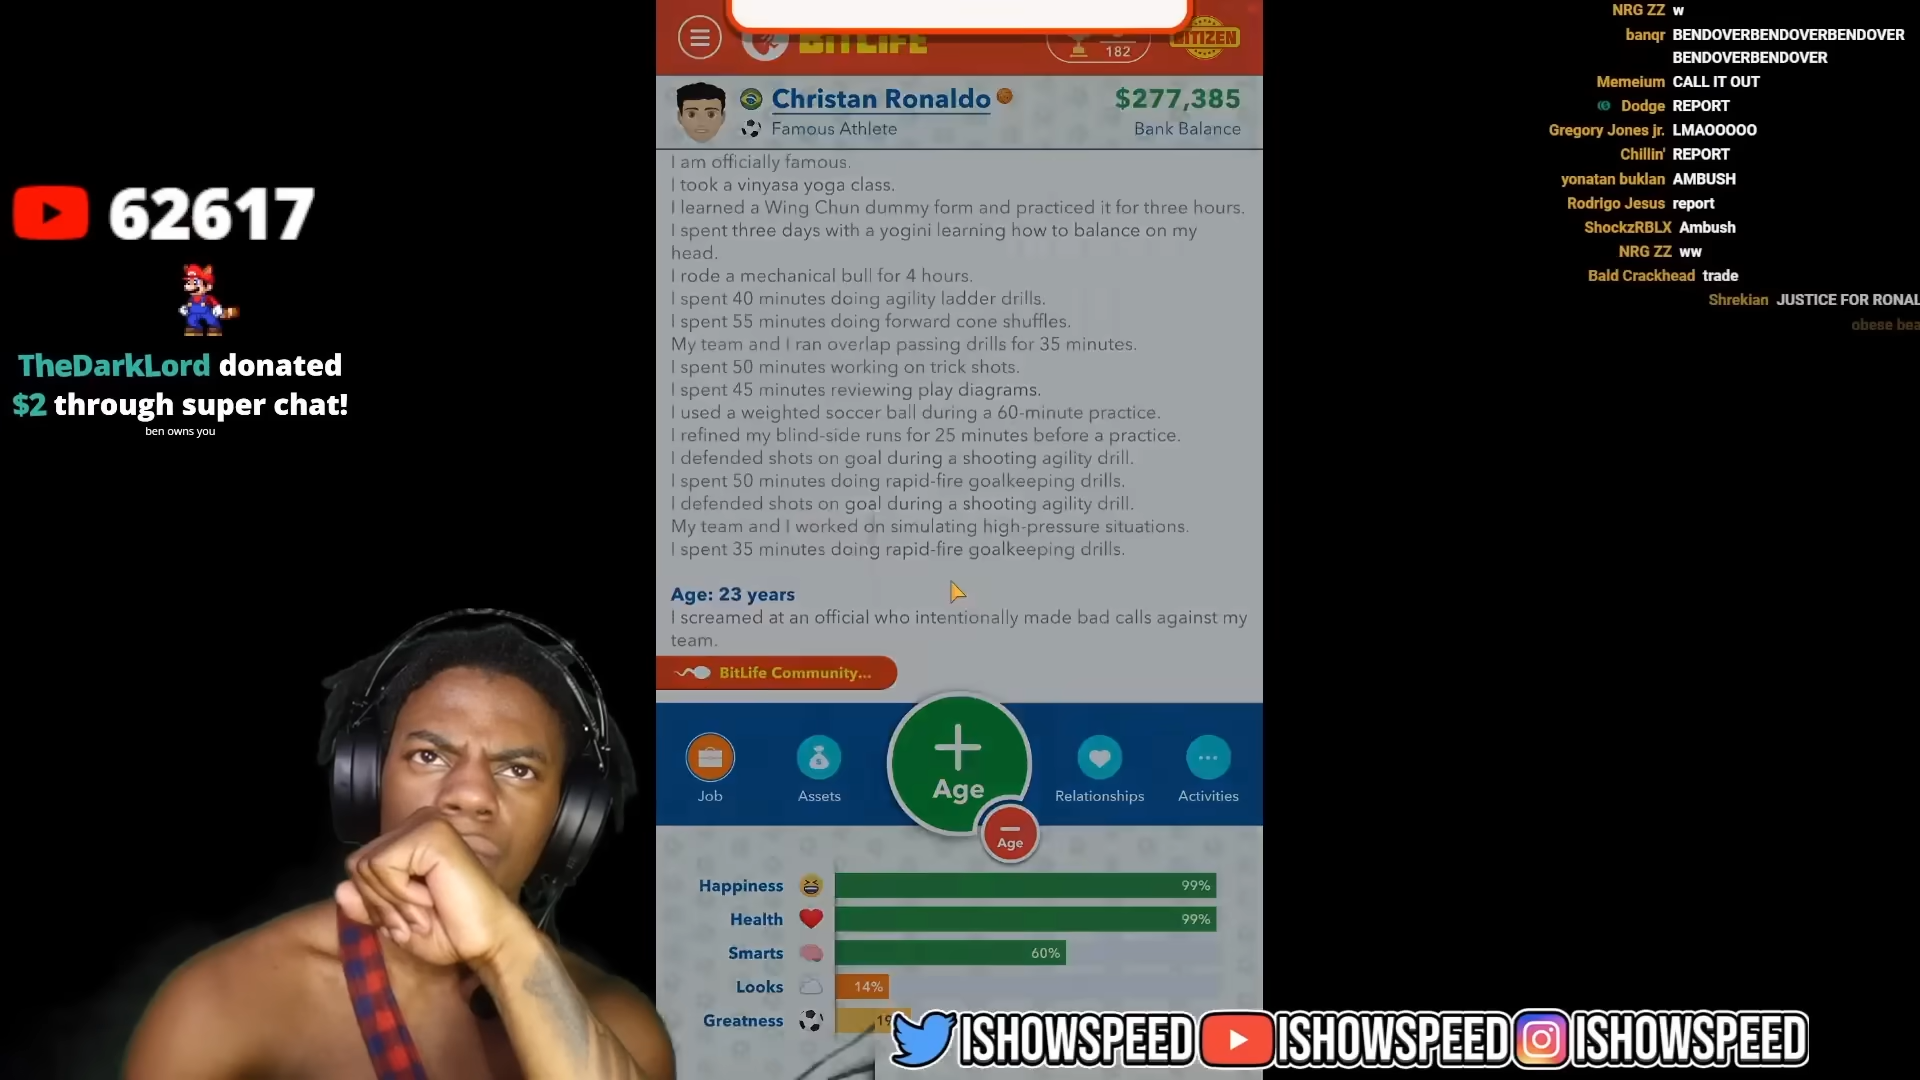 62617
TheDarkLord donated
$2 through super chat!
ben owns you
BITLIFE
182
CITIZEN
Christan Ronaldo
$277,385
Famous Athlete
Bank Balance
I am officially famous.
I took a vinyasa yoga class.
I learned a Wing Chun dummy form and practiced it for three hours.
I spent three days with a yogini learning how to balance on my
head.
I rode a mechanical bull for 4 hours.
I spent 40 minutes doing agility ladder drills.
I spent 55 minutes doing forward cone shuffles.
My team and I ran overlap passing drills for 35 minutes.
I spent 50 minutes working on trick shots.
I spent 45 minutes reviewing play diagrams.
I used a weighted soccer ball during a 60-minute practice.
I refined my blind-side runs for 25 minutes before a practice.
I defended shots on goal during a shooting agility drill.
I spent 50 minutes doing rapid-fire goalkeeping drills.
I defended shots on goal during a shooting agility drill.
My team and I worked on simulating high-pressure situations.
I spent 35 minutes doing rapid-fire goalkeeping drills.
Age: 23 years
I screamed at an official who intentionally made bad calls against my
team.
BitLife Community...
Job
Assets
Age
Age
Relationships
Activities
Happiness 99%
Health 99%
Smarts 60%
Looks 14%
Greatness
NRG ZZ w
banqr BENDOVERBENDOVERBENDOVER
BENDOVERBENDOVER
Memeium CALL IT OUT
Dodge REPORT
Gregory Jones jr. LMAOOOOO
Chillin' REPORT
yonatan buklan AMBUSH
Rodrigo Jesus report
ShockzRBLX Ambush
NRG ZZ ww
Bald Crackhead trade
Shrekian JUSTICE FOR RONAL
obese bea
ISHOWSPEED ISHOWSPEED ISHOWSPEED